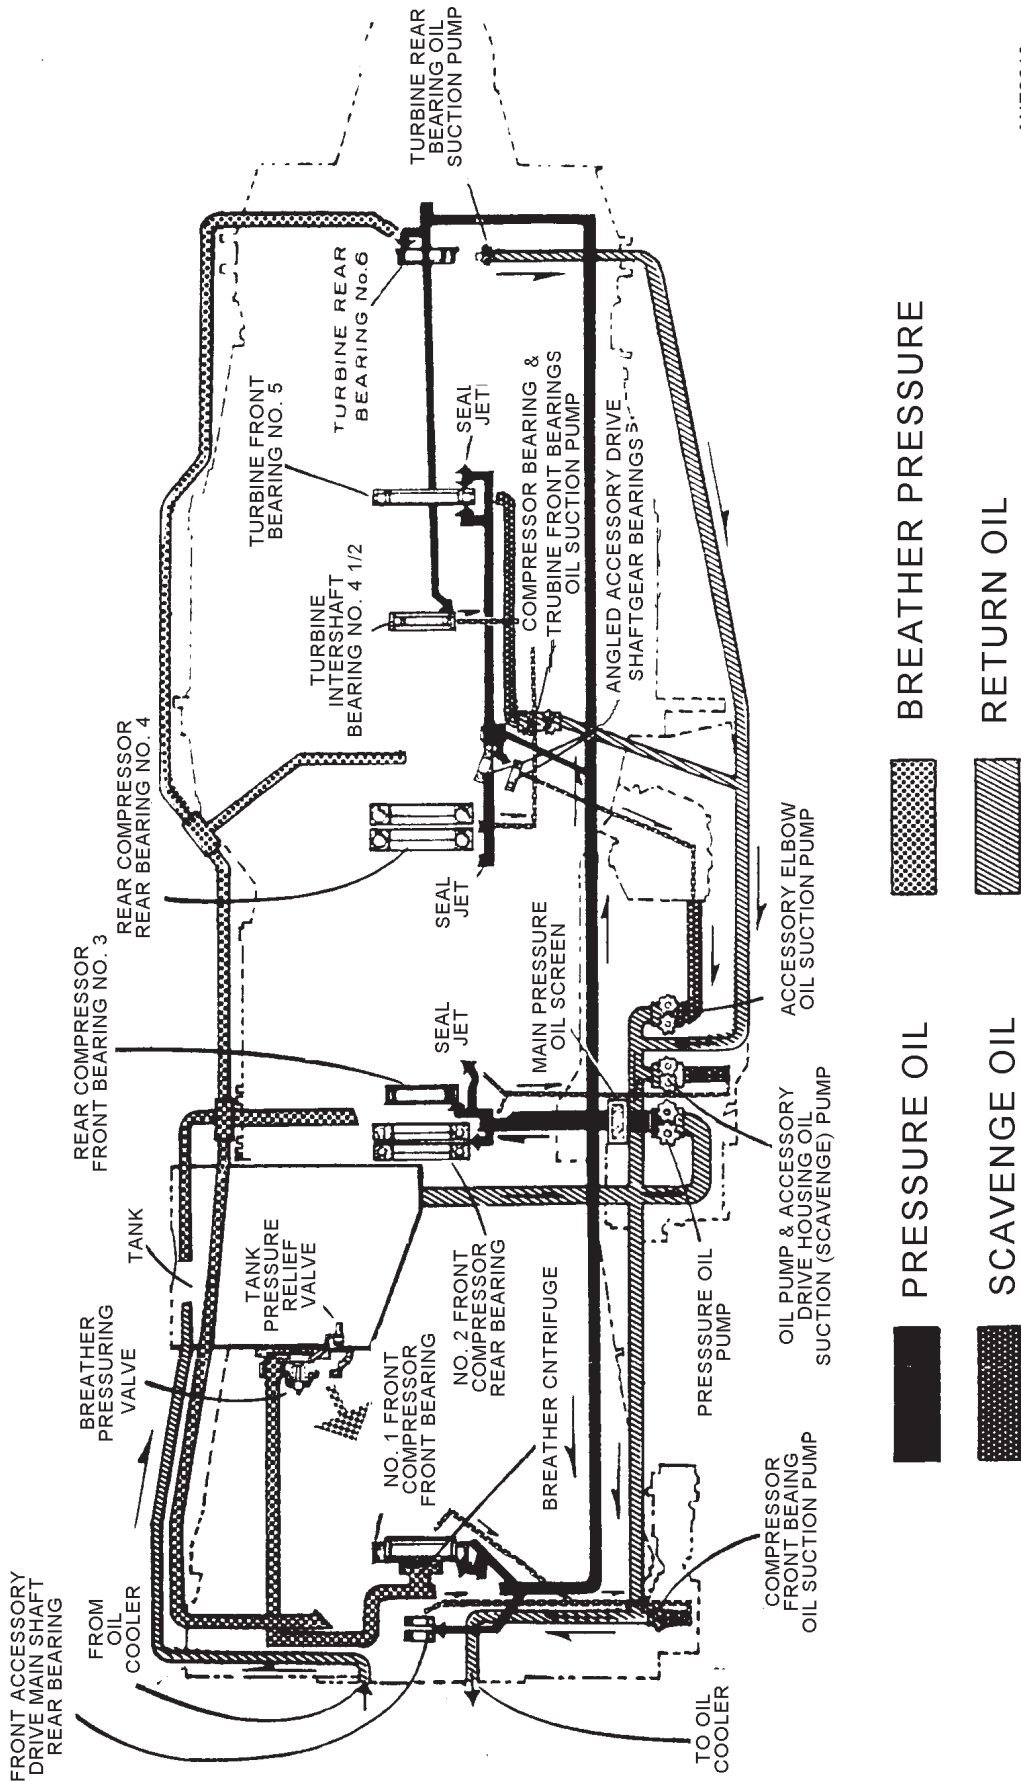 TURBINE REAR
BEARING OIL
SUCTION PUMP
TURBINE REAR
BEARING No.6
TURBINE FRONT
BEARING NO. 5
SEAL
JET
TURBINE
INTERSHAFT
BEARING NO. 4 1/2
COMPRESSOR BEARING &
TRUBINE FRONT BEARINGS
OIL SUCTION PUMP
ANGLED ACCESSORY DRIVE
SHAFTGEAR BEARINGS
REAR COMPRESSOR
REAR BEARING NO. 4
SEAL
JET
REAR COMPRESSOR
FRONT BEARING NO. 3
SEAL
JET
MAIN PRESSURE
OIL SCREEN
ACCESSORY ELBOW
OIL SUCTION PUMP
OIL PUMP & ACCESSORY
DRIVE HOUSING OIL
SUCTION (SCAVENGE) PUMP
TANK
TANK
PRESSURE
RELIEF
VALVE
NO. 2 FRONT
COMPRESSOR
REAR BEARING
PRESSSURE OIL
PUMP
BREATHER
PRESSURING
VALVE
NO. 1 FRONT
COMPRESSOR
FRONT BEARING
BREATHER CNTRIFUGE
COMPRESSOR
FRONT BEAING
OIL SUCTION PUMP
FRONT ACCESSORY
DRIVE MAIN SHAFT
REAR BEARING
FROM
OIL
COOLER
TO OIL
COOLER
PRESSURE OIL
BREATHER PRESSURE
SCAVENGE OIL
RETURN OIL